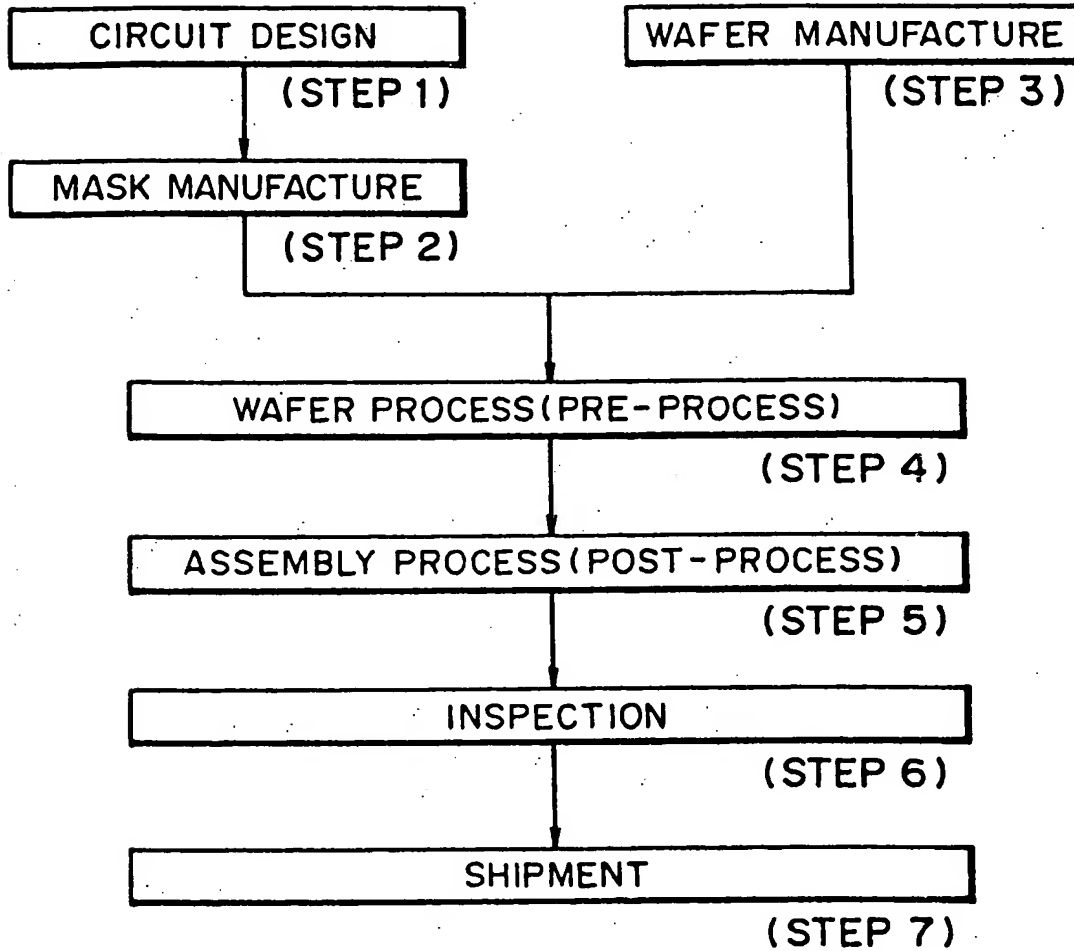 CIRCUIT DESIGN
(STEP 1)
MASK MANUFACTURE
(STEP 2)
WAFER MANUFACTURE
(STEP 3)
WAFER PROCESS(PRE-PROCESS)
(STEP 4)
ASSEMBLY PROCESS(POST-PROCESS)
(STEP 5)
INSPECTION
(STEP 6)
SHIPMENT
(STEP 7)